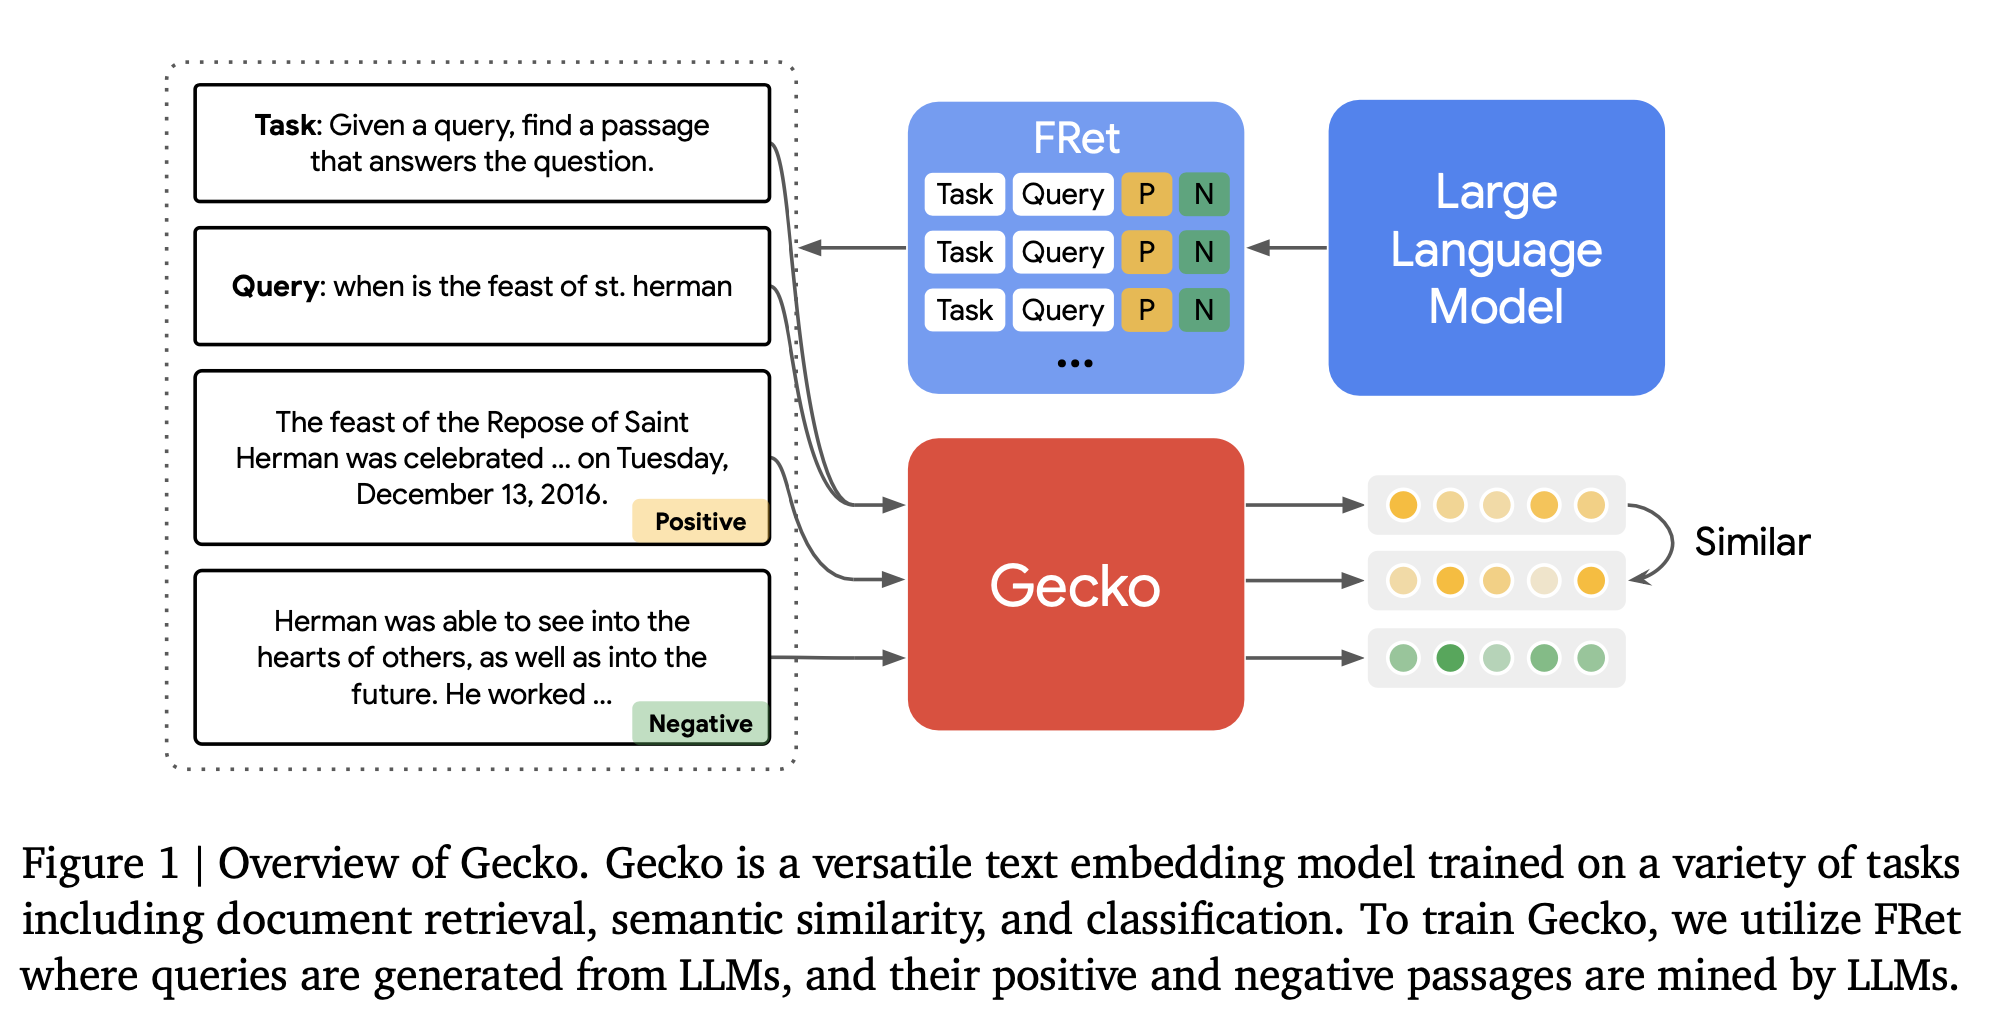 Task: Given a query, find a passage
that answers the question.
Query: when is the feast of st. herman
The feast of the Repose of Saint
Herman was celebrated ... on Tuesday,
December 13, 2016.
Positive
Herman was able to see into the
hearts of others, as well as into the
future. He worked ...
Negative
FRet
Task Query P N
Task Query P N
Task Query P N
...
Large
Language
Model
Gecko
Similar
Figure 1 | Overview of Gecko. Gecko is a versatile text embedding model trained on a variety of tasks
including document retrieval, semantic similarity, and classification. To train Gecko, we utilize FRet
where queries are generated from LLMs, and their positive and negative passages are mined by LLMs.